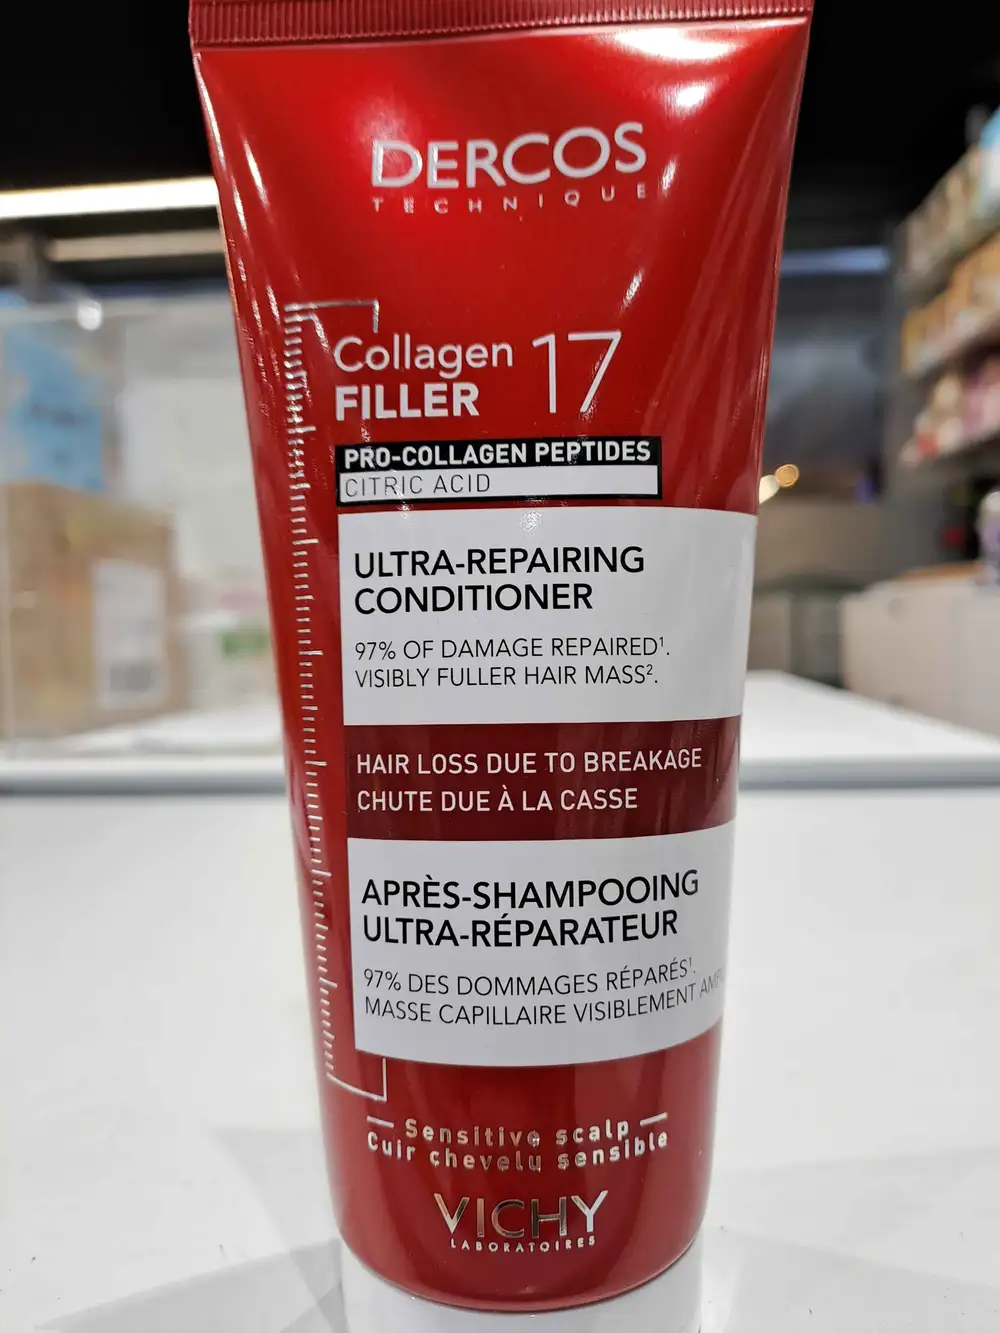 DERCOS
TECHNIQUE
Collagen 17
FILLER
PRO-COLLAGEN PEPTIDES
CITRIC ACID
ULTRA-REPAIRING
CONDITIONER
97% OF DAMAGE REPAIRED¹.
VISIBLY FULLER HAIR MASS².
HAIR LOSS DUE TO BREAKAGE
CHUTE DUE À LA CASSE
APRÈS-SHAMPOOING
ULTRA-RÉPARATEUR
97% DES DOMMAGES RÉPARÉS¹.
MASSE CAPILLAIRE VISIBLEMENT
Sensitive scalp
Cuir chevelu sensible
VICHY
LABORATOIRES